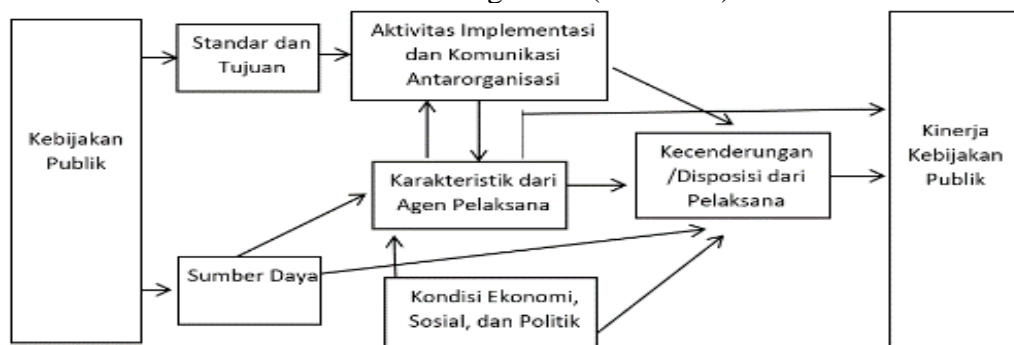 Kebijakan
Publik
Standar dan
Tujuan
Aktivitas Implementasi
dan Komunikasi
Antarorganisasi
Karakteristik dari
Agen Pelaksana
Kecenderungan
/Disposisi dari
Pelaksana
Sumber Daya
Kondisi Ekonomi,
Sosial, dan Politik
Kinerja
Kebijakan
Publik